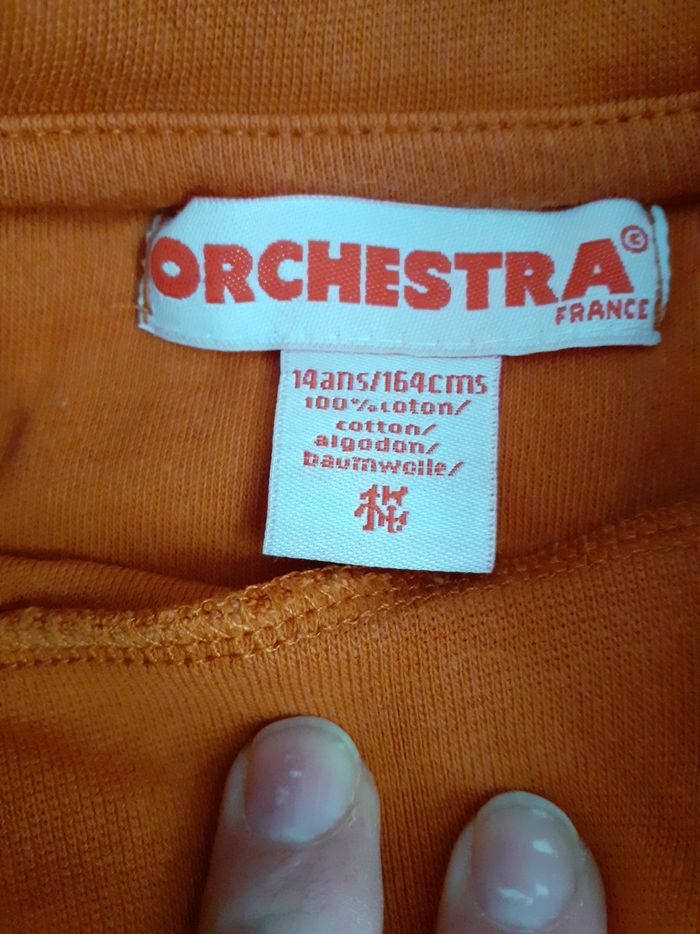 ORCHESTRA©
FRANCE
14ans/164cms
100%coton/
cotton/
algodon/
baumwolle/